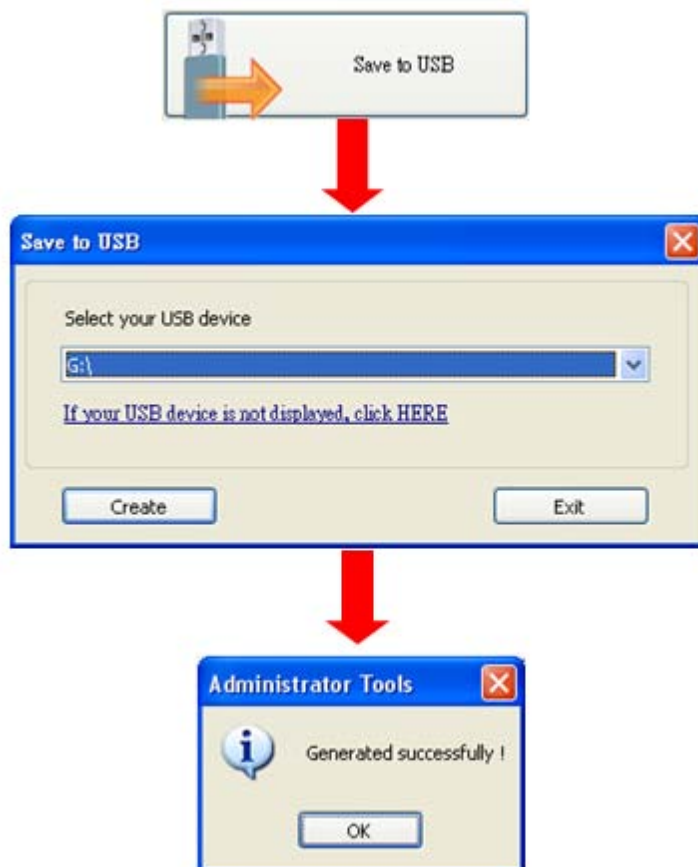 Save to USB
Save to USB
Select your USB device
G:\
If your USB device is not displayed, click HERE
Create
Exit
Administrator Tools
Generated successfully !
OK